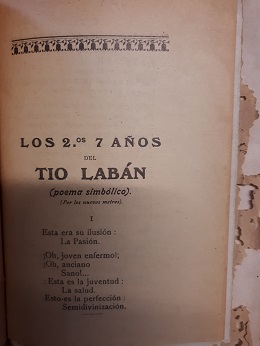 LOS 2.os 7 AÑOS
DEL
TIO LABÁN
(poema simbólico).
(Por los nuevos metros).
I
Esta era su ilusión:
La Pasión.
¡Oh, joven enfermo!;
¡Oh, anciano
Sano!...
: Esta es la juventud:
La salud.
Esto es la perfección:
Semidivinización.